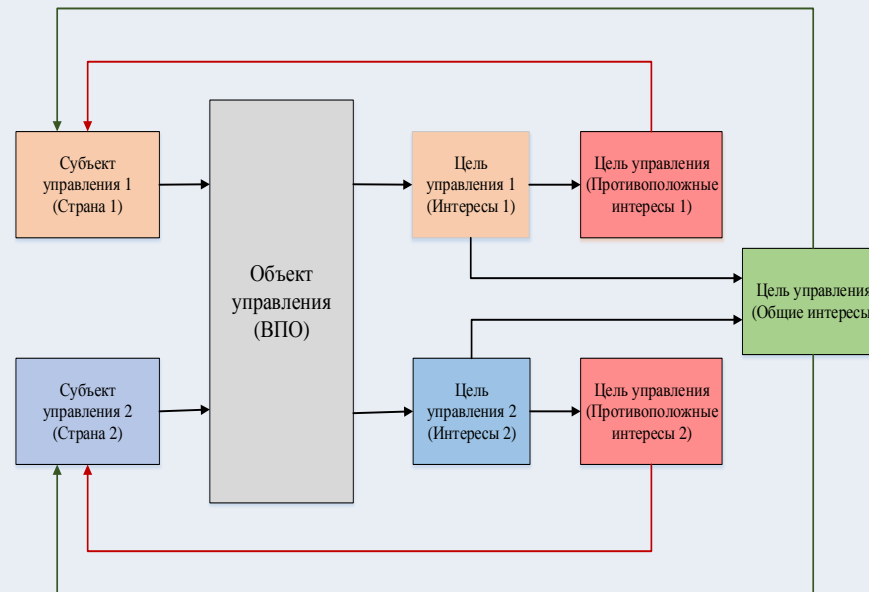 Субъект
управления 1
(Страна 1)
Объект
управления
(ВПО)
Цель
управления 1
(Интересы 1)
Цель управления
(Противоположные
интересы 1)
Цель управления
(Общие интересы
Субъект
управления 2
(Страна 2)
Цель
управления 2
(Интересы 2)
Цель управления
(Противоположные
интересы 2)